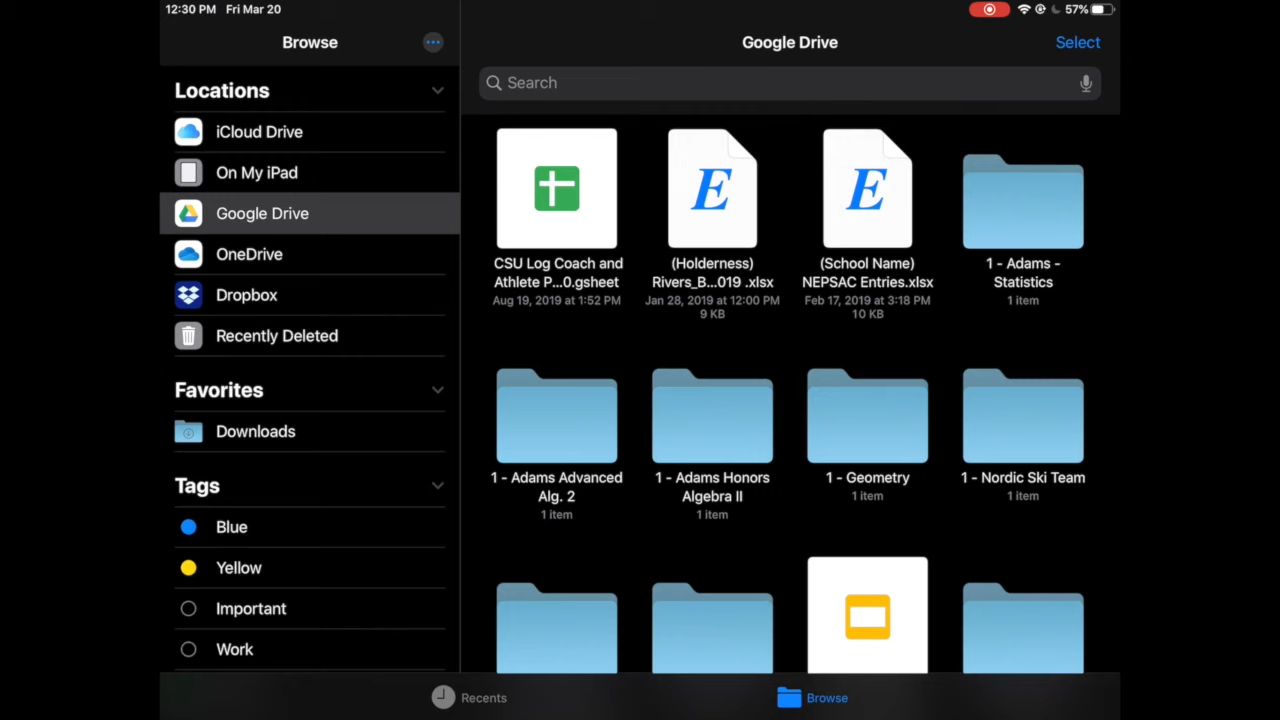 12:30 PM Fri Mar 20
57%
Browse
Locations
iCloud Drive
On My iPad
Google Drive
OneDrive
Dropbox
Recently Deleted
Favorites
Downloads
Tags
Blue
Yellow
Important
Work
Google Drive
Select
Search
CSU Log Coach and
Athlete P...0.gsheet
Aug 19, 2019 at 1:52 PM
(Holderness)
Rivers_B...019 .xlsx
Jan 28, 2019 at 12:00 PM
9 KB
(School Name)
NEPSAC Entries.xlsx
Feb 17, 2019 at 3:18 PM
10 KB
1 - Adams -
Statistics
1 item
1 - Adams Advanced
Alg. 2
1 item
1 - Adams Honors
Algebra II
1 item
1 - Geometry
1 item
1 - Nordic Ski Team
1 item
Recents
Browse